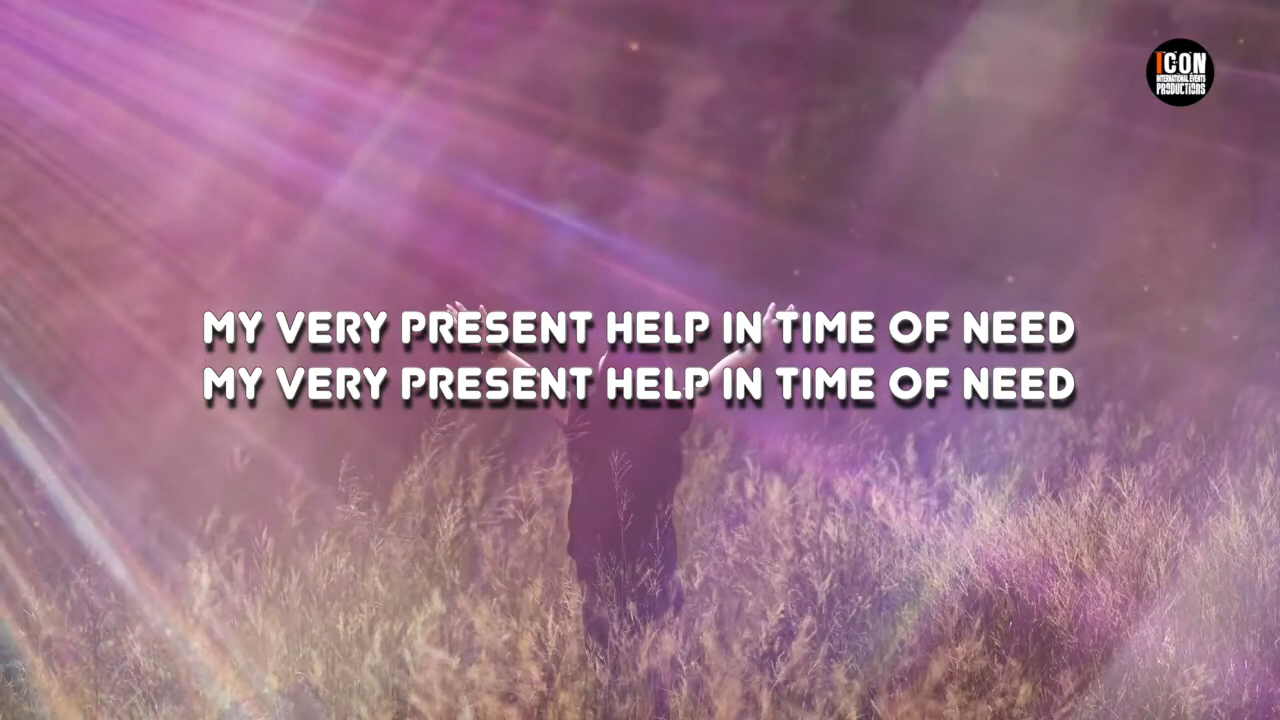 ICON
INTERNATIONAL EVENTS
PRODUCTIONS
MY VERY PRESENT HELP IN TIME OF NEED
MY VERY PRESENT HELP IN TIME OF NEED